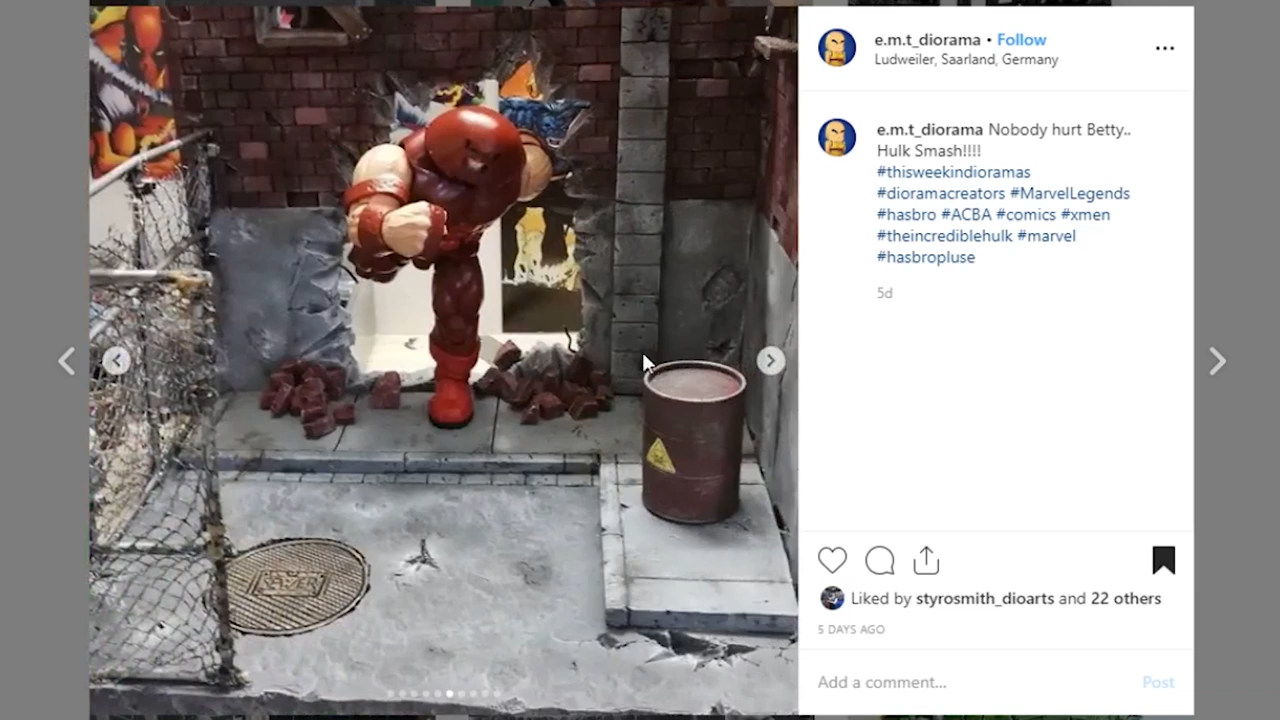 e.m.t_diorama • Follow
Ludweiler, Saarland, Germany
e.m.t_diorama Nobody hurt Betty..
Hulk Smash!!!!
#thisweekindioramas
#dioramacreators #MarvelLegends
#hasbro #ACBA #comics #xmen
#theincrediblehulk #marvel
#hasbropluse
5d
Liked by styrosmith_dioarts and 22 others
5 DAYS AGO
Add a comment... Post